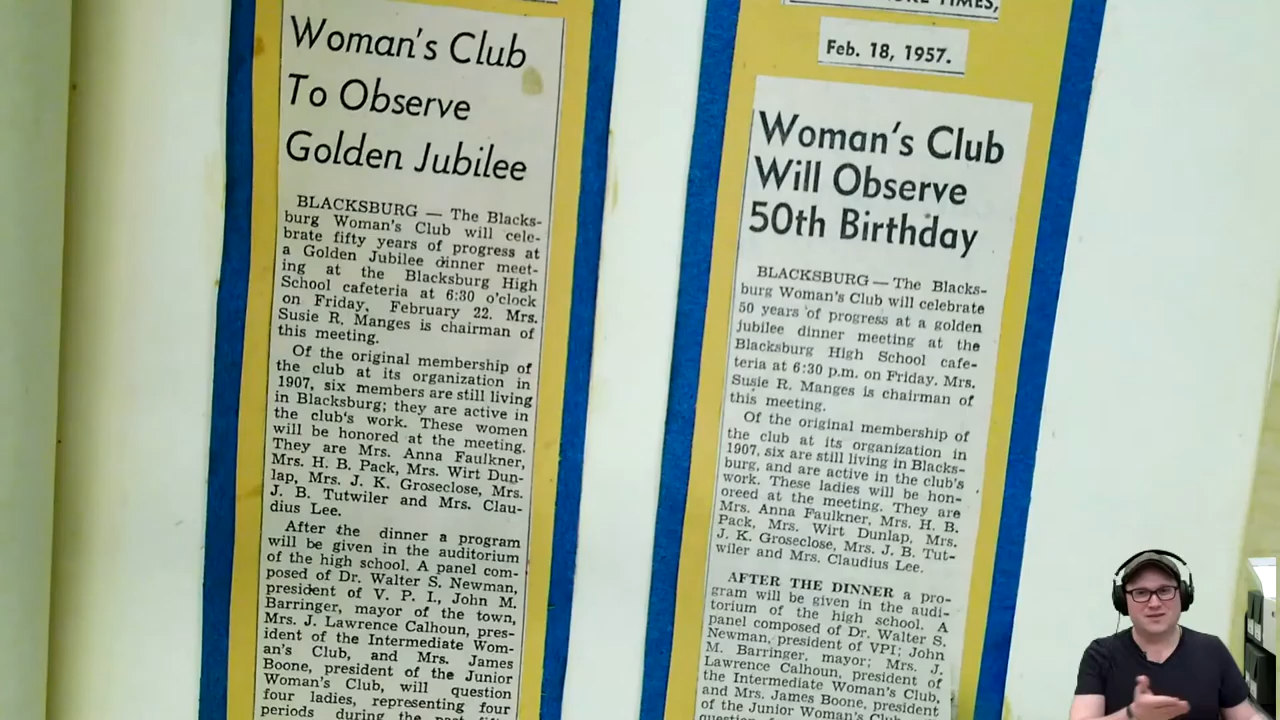 Woman's Club
To Observe
Golden Jubilee
BLACKSBURG — The Blacks-
burg Woman's Club will cele-
brate fifty years of progress at
a Golden Jubilee dinner meet-
ing at the Blacksburg High
School cafeteria at 6:30 o'clock
on Friday, February 22. Mrs.
Susie R. Manges is chairman of
this meeting.
Of the original membership of
the club at its organization in
1907, six members are still living
in Blacksburg; they are active in
the club's work. These women
will be honored at the meeting.
They are Mrs. Anna Faulkner,
Mrs. H. B. Pack, Mrs. Wirt Dun-
lap, Mrs. J. K. Groseclose, Mrs.
J. B. Tutwiler and Mrs. Clau-
dius Lee.
After the dinner a program
will be given in the auditorium
of the high school. A panel com-
posed of Dr. Walter S. Newman,
president of V. P. I., John M.
Barringer, mayor of the town,
Mrs. J. Lawrence Calhoun, pres-
ident of the Intermediate Wom-
an's Club, and Mrs. James
Boone, president of the Junior
Woman's Club, will question
four ladies, representing four
periods during the past
TIMES,
Feb. 18, 1957.
Woman's Club
Will Observe
50th Birthday
BLACKSBURG — The Blacks-
burg Woman's Club will celebrate
50 years of progress at a golden
jubilee dinner meeting at the
Blacksburg High School cafe-
teria at 6:30 p.m. on Friday. Mrs.
Susie R. Manges is chairman of
this meeting.
Of the original membership of
the club at its organization in
1907, six are still living in Blacks-
burg, and are active in the club's
work. These ladies will be hon-
oreed at the meeting. They are
Mrs. Anna Faulkner, Mrs. H. B.
Pack, Mrs. Wirt Dunlap, Mrs.
J. K. Groseclose, Mrs. J. B. Tut-
wiler and Mrs. Claudius Lee.
AFTER THE DINNER a pro-
gram will be given in the audi-
torium of the high school. A
panel composed of Dr. Walter S.
Newman, president of VPI; John
M. Barringer, mayor; Mrs. J.
Lawrence Calhoun, president of
the Intermediate Woman's Club,
and Mrs. James Boone, president
of the Junior Woman's Club
question